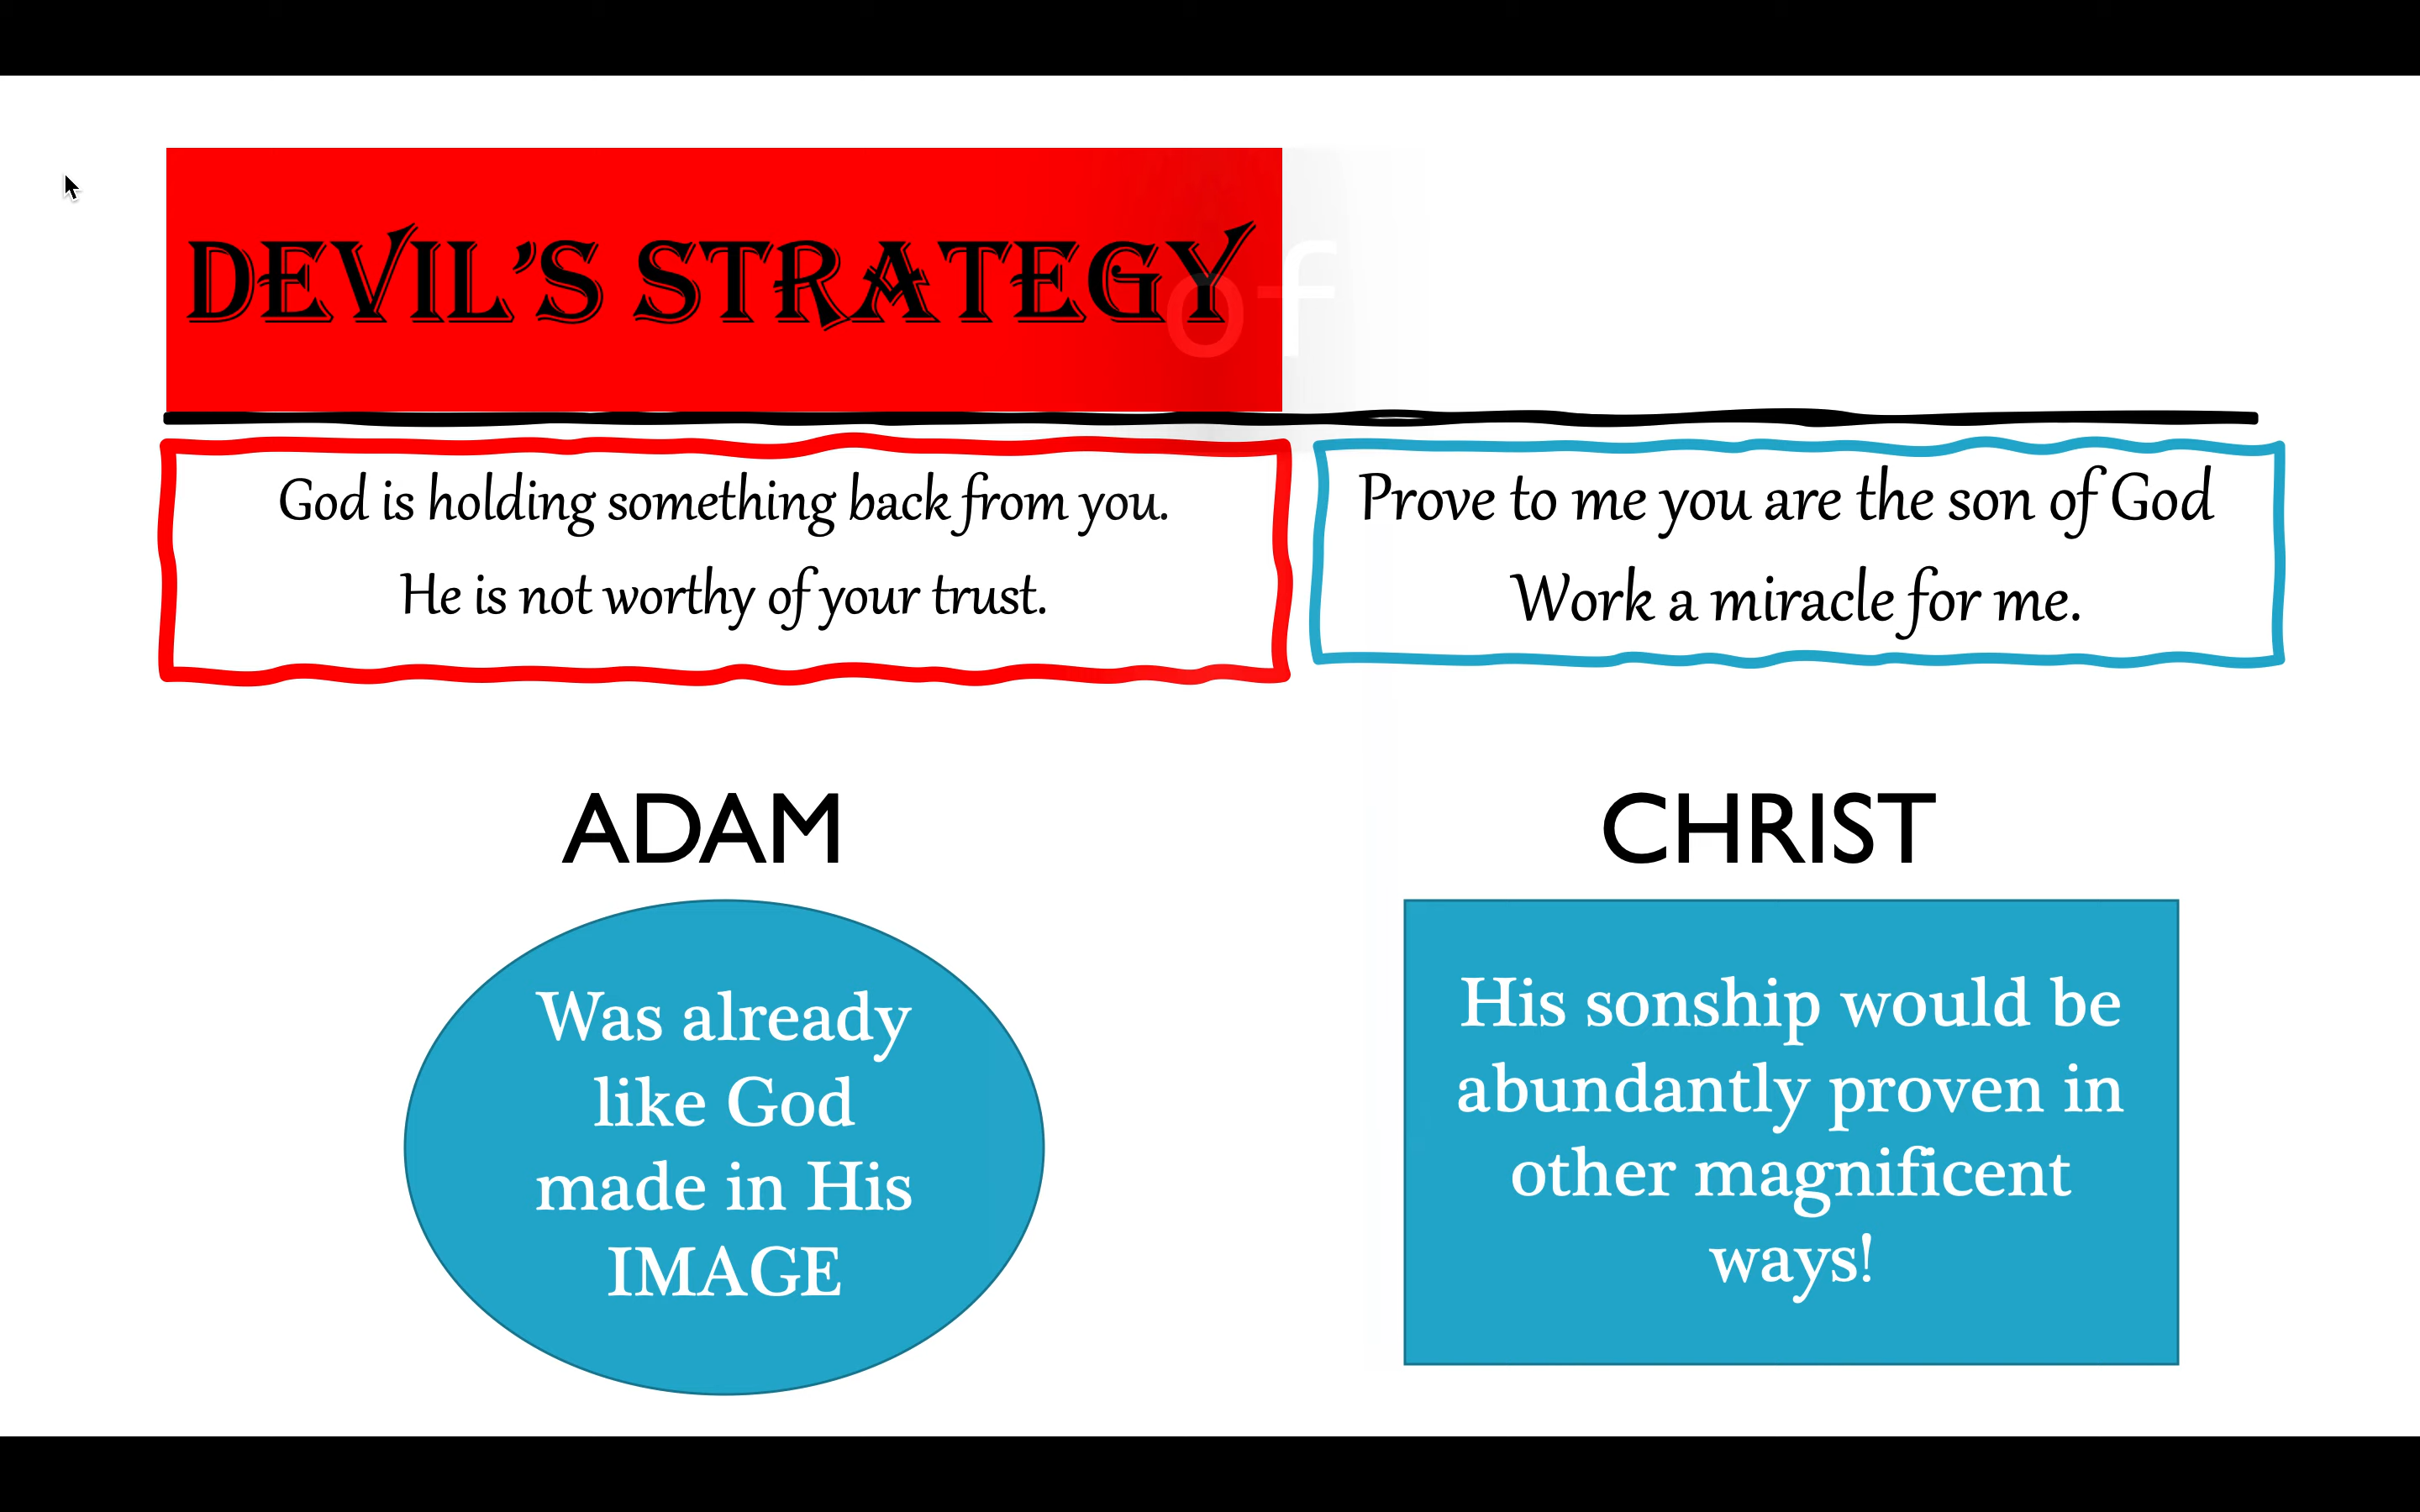 DEVIL'S STRATEGY
of
God is holding something back from you.
He is not worthy of your trust.
Prove to me you are the son of God
Work a miracle for me.
ADAM
Was already
like God
made in His
IMAGE
CHRIST
His sonship would be
abundantly proven in
other magnificent
ways!